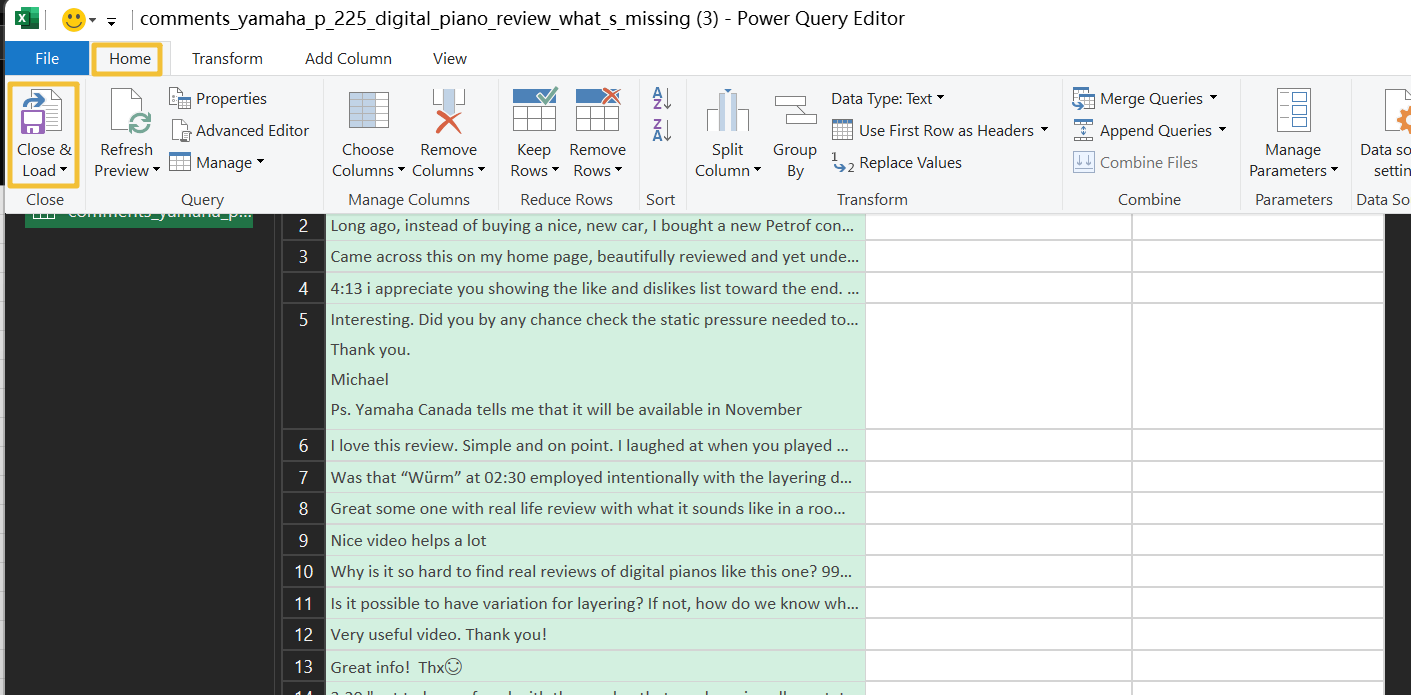 comments_yamaha_p_225_digital_piano_review_what_s_missing (3) - Power Query Editor
File Home Transform Add Column View
Close & Load
Refresh Preview
Properties
Advanced Editor
Manage
Choose Columns
Remove Columns
Keep Rows
Remove Rows
A Z
Z A
Split Column
Group By
Data Type: Text
Use First Row as Headers
1 2 Replace Values
Merge Queries
Append Queries
Combine Files
Manage Parameters
Data so
settin
Close Query Manage Columns Reduce Rows Sort Transform Combine Parameters Data So
comments_yamaha_p...
2 Long ago, instead of buying a nice, new car, I bought a new Petrof con...
3 Came across this on my home page, beautifully reviewed and yet unde...
4 4:13 i appreciate you showing the like and dislikes list toward the end. ...
5 Interesting. Did you by any chance check the static pressure needed to...
Thank you.
Michael
Ps. Yamaha Canada tells me that it will be available in November
6 I love this review. Simple and on point. I laughed at when you played ...
7 Was that “Würm” at 02:30 employed intentionally with the layering d...
8 Great some one with real life review with what it sounds like in a roo...
9 Nice video helps a lot
10 Why is it so hard to find real reviews of digital pianos like this one? 99...
11 Is it possible to have variation for layering? If not, how do we know wh...
12 Very useful video. Thank you!
13 Great info!  Thx☺